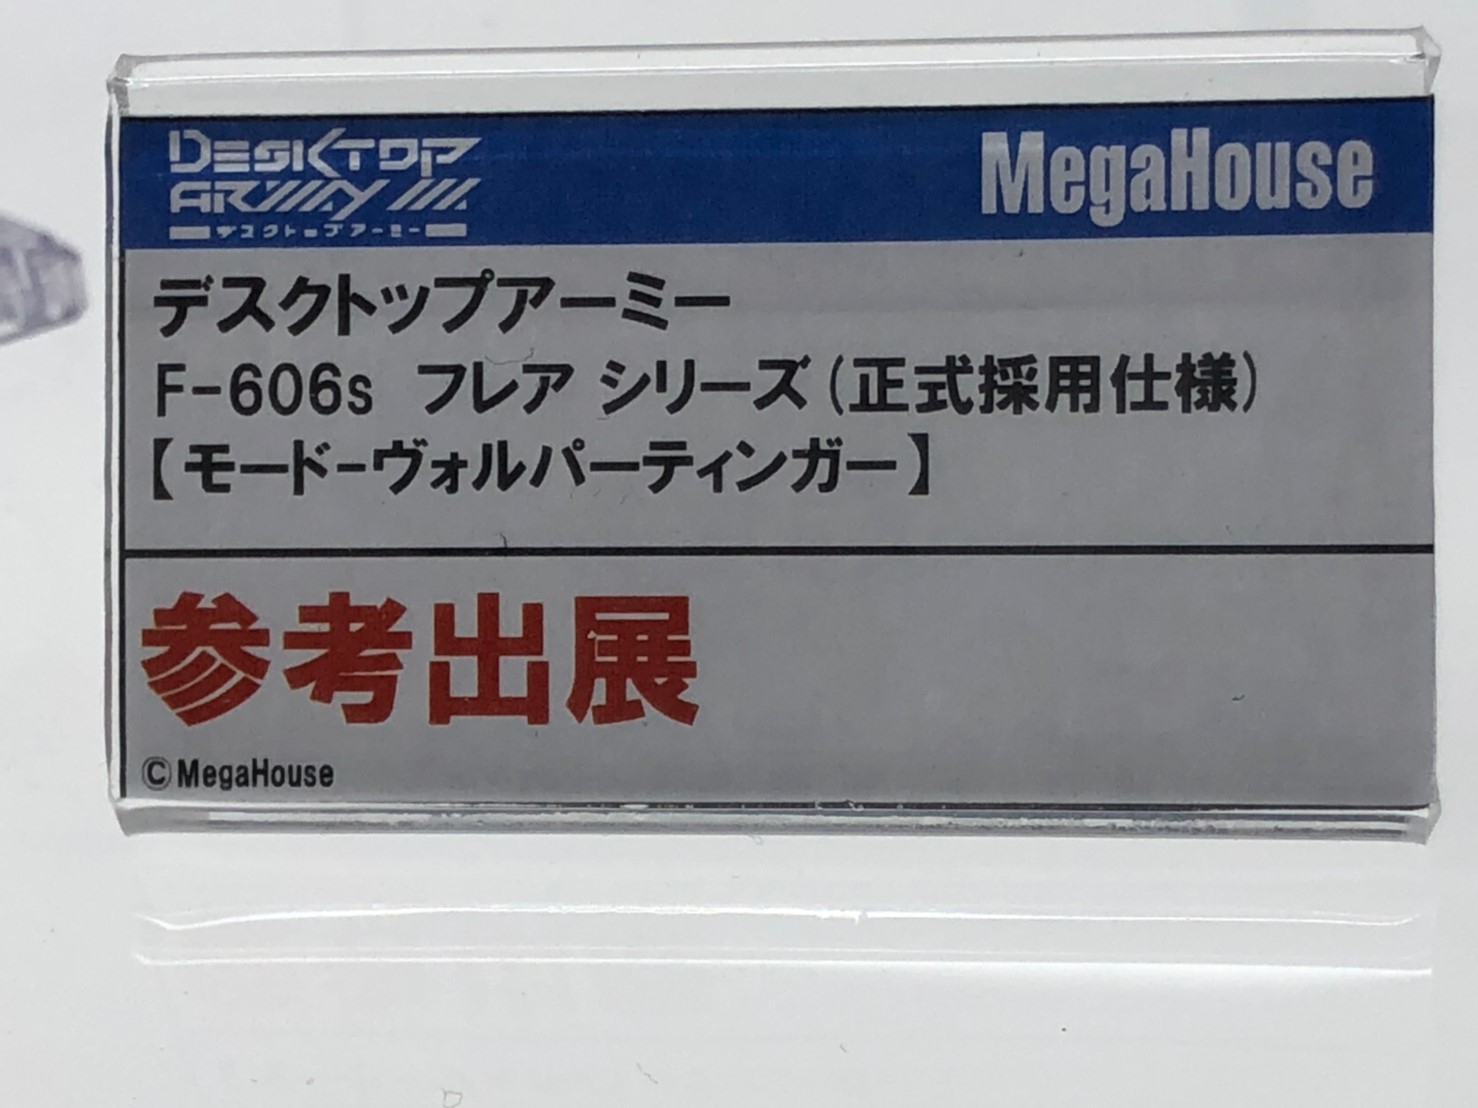 DESKTOP
ARMY
デスクトップアーミー
MegaHouse
デスクトップアーミー
F-606s フレア シリーズ(正式採用仕様)
【モード-ヴォルパーティンガー】
参考出展
©MegaHouse